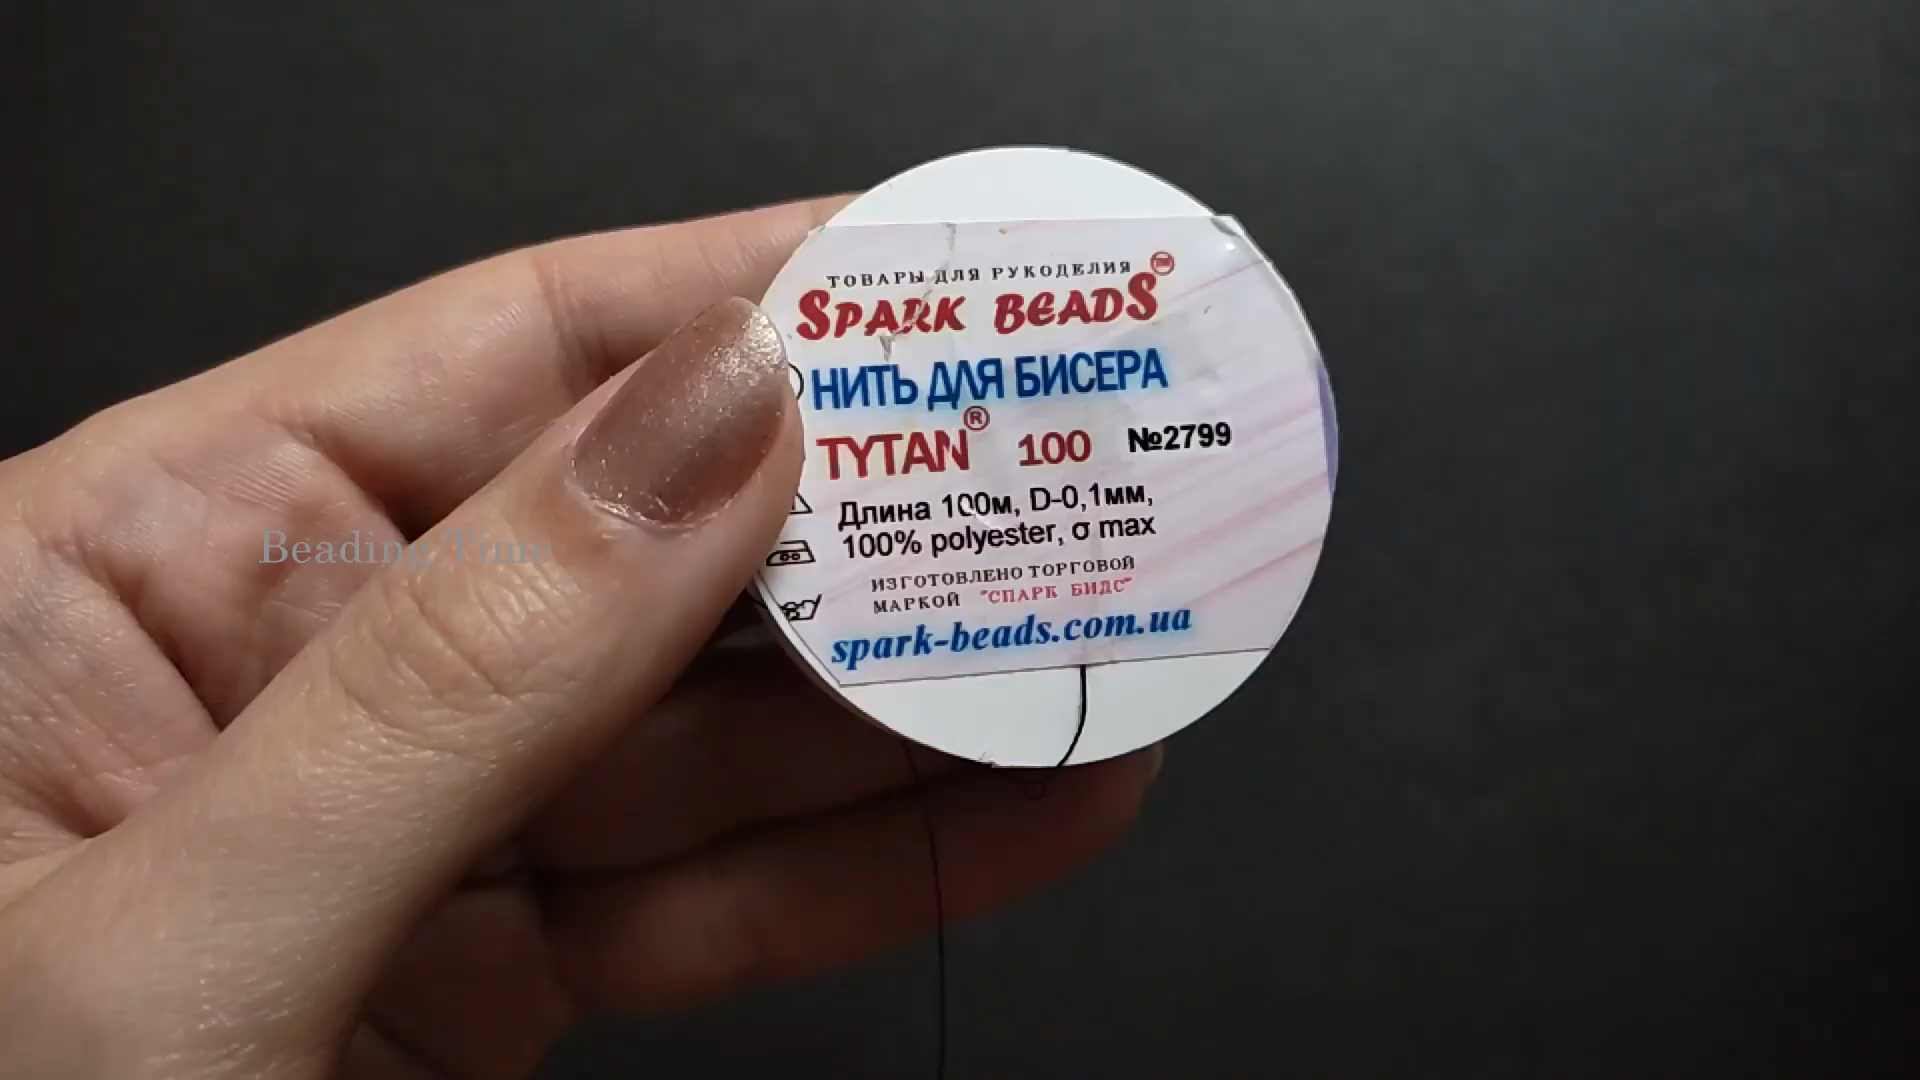 ТОВАРЫ ДЛЯ РУКОДЕЛИЯ
SPARK BEADS TM
НИТЬ ДЛЯ БИСЕРА
TYTAN® 100 №2799
Длина 100м, D-0,1мм,
100% polyester, σ max
ИЗГОТОВЛЕНО ТОРГОВОЙ
МАРКОЙ "СПАРК БИДС"
spark-beads.com.ua
Beading Time